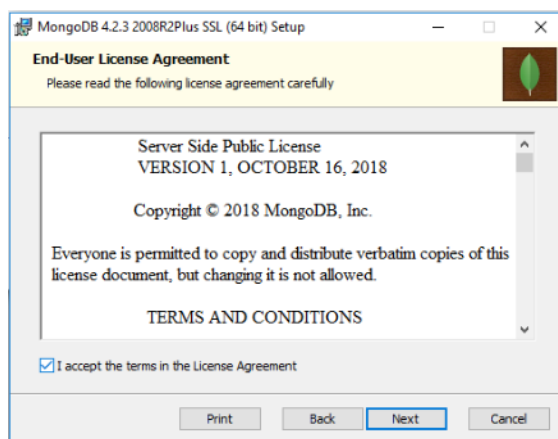 MongoDB 4.2.3 2008R2Plus SSL (64 bit) Setup
End-User License Agreement
Please read the following license agreement carefully
Server Side Public License
VERSION 1, OCTOBER 16, 2018
Copyright © 2018 MongoDB, Inc.
Everyone is permitted to copy and distribute verbatim copies of this
license document, but changing it is not allowed.
TERMS AND CONDITIONS
I accept the terms in the License Agreement
Print Back Next Cancel